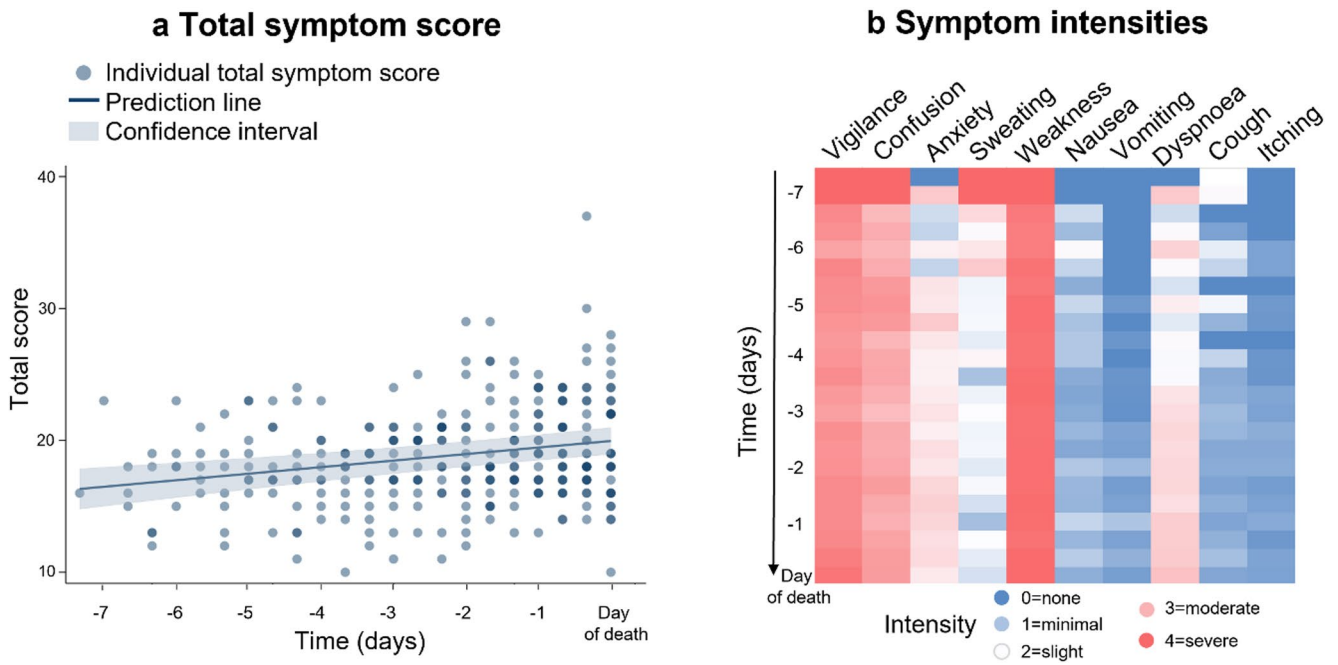 a Total symptom score
Individual total symptom score
Prediction line
Confidence interval
Total score
40
30
20
10
-7 -6 -5 -4 -3 -2 -1 Day of death
Time (days)
b Symptom intensities
Vigilance Confusion Anxiety Sweating Weakness Nausea Vomiting Dyspnoea Cough Itching
Time (days)
-7
-6
-5
-4
-3
-2
-1
Day
of death
Intensity
0=none
1=minimal
2=slight
3=moderate
4=severe